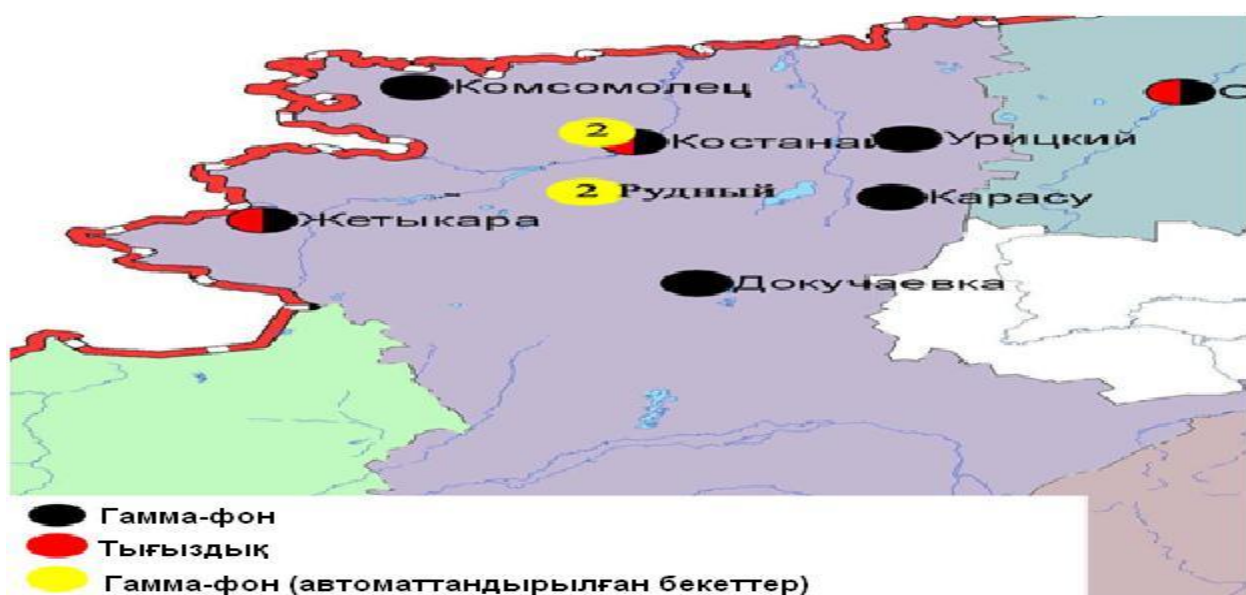 Комсомолец
С
2
Костанай
Урицкий
2 Рудный
Карасу
Жетыкара
Докучаевка
Гамма-фон
Тығыздық
Гамма-фон (автоматтандырылған бекеттер)